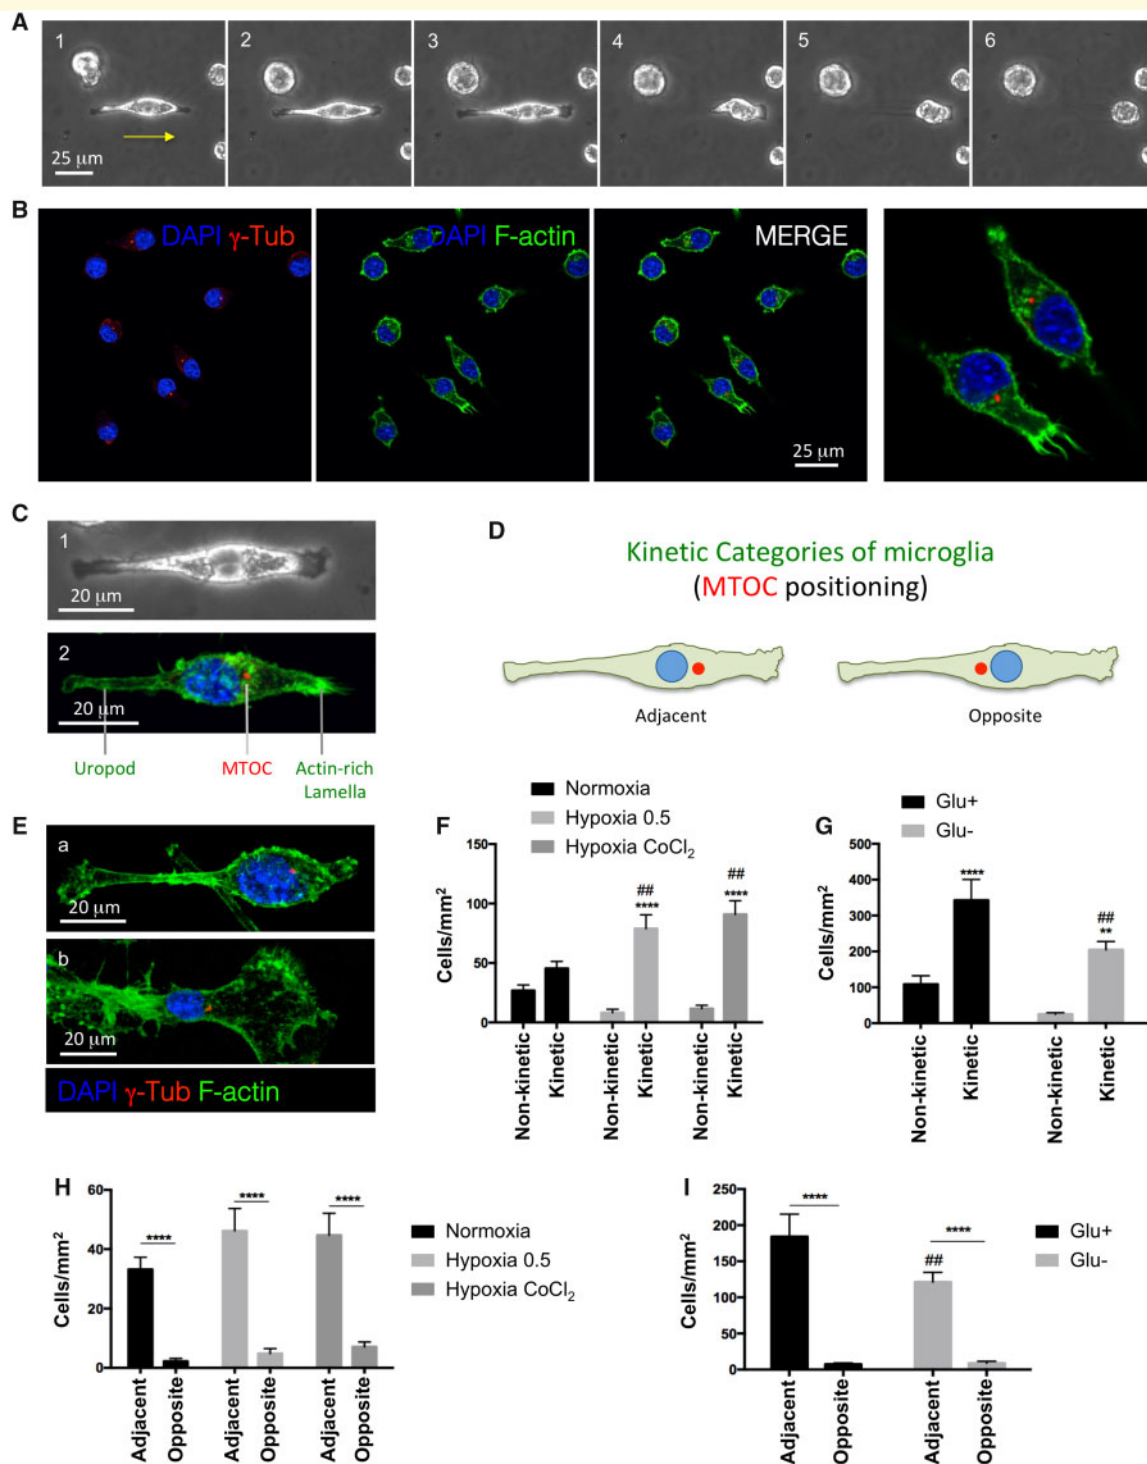 A
1
2
3
4
5
6
25 μm
B
DAPI γ-Tub
DAPI F-actin
MERGE
25 μm
C
1
20 μm
2
20 μm
Uropod
MTOC
Actin-rich
Lamella
D
Kinetic Categories of microglia
(MTOC positioning)
Adjacent
Opposite
E
a
20 μm
b
20 μm
DAPI γ-Tub F-actin
F
Normoxia
Hypoxia 0.5
Hypoxia CoCl₂
Cells/mm²
150
100
50
0
##
****
##
****
Non-kinetic
Kinetic
Non-kinetic
Kinetic
Non-kinetic
Kinetic
G
Glu+
Glu-
Cells/mm²
500
400
300
200
100
0
****
##
**
Non-kinetic
Kinetic
Non-kinetic
Kinetic
H
Cells/mm²
60
40
20
0
****
****
****
Adjacent
Opposite
Adjacent
Opposite
Adjacent
Opposite
Normoxia
Hypoxia 0.5
Hypoxia CoCl₂
I
Cells/mm²
250
200
150
100
50
0
****
##
****
Adjacent
Opposite
Adjacent
Opposite
Glu+
Glu-